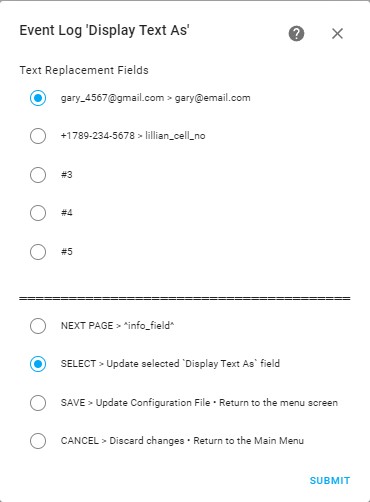 Event Log 'Display Text As'
Text Replacement Fields
gary_4567@gmail.com > gary@email.com
+1789-234-5678 > lillian_cell_no
#3
#4
#5
========================================
NEXT PAGE > ^info_field^
SELECT > Update selected `Display Text As` field
SAVE > Update Configuration File • Return to the menu screen
CANCEL > Discard changes • Return to the Main Menu
SUBMIT